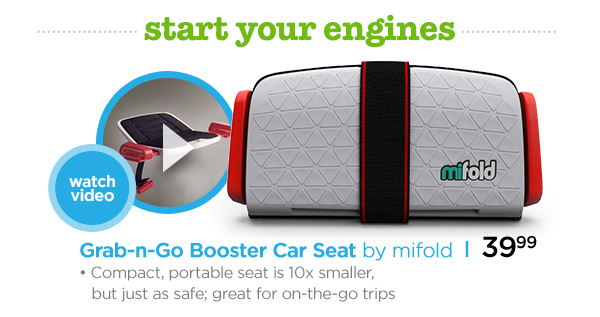 start your engines
watch
video
mifold
Grab-n-Go Booster Car Seat by mifold | 39⁹⁹
• Compact, portable seat is 10x smaller,
but just as safe; great for on-the-go trips